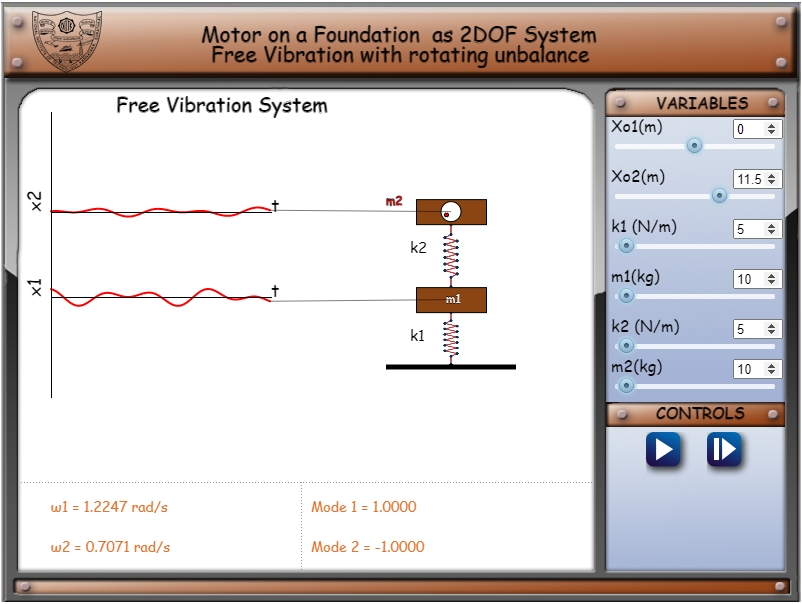 Motor on a Foundation as 2DOF System
Free Vibration with rotating unbalance
Free Vibration System
x2
t
m2
k2
x1
t
m1
k1
ω1 = 1.2247 rad/s
Mode 1 = 1.0000
ω2 = 0.7071 rad/s
Mode 2 = -1.0000
VARIABLES
Xo1(m)
0
Xo2(m)
11.5
k1 (N/m)
5
m1(kg)
10
k2 (N/m)
5
m2(kg)
10
CONTROLS